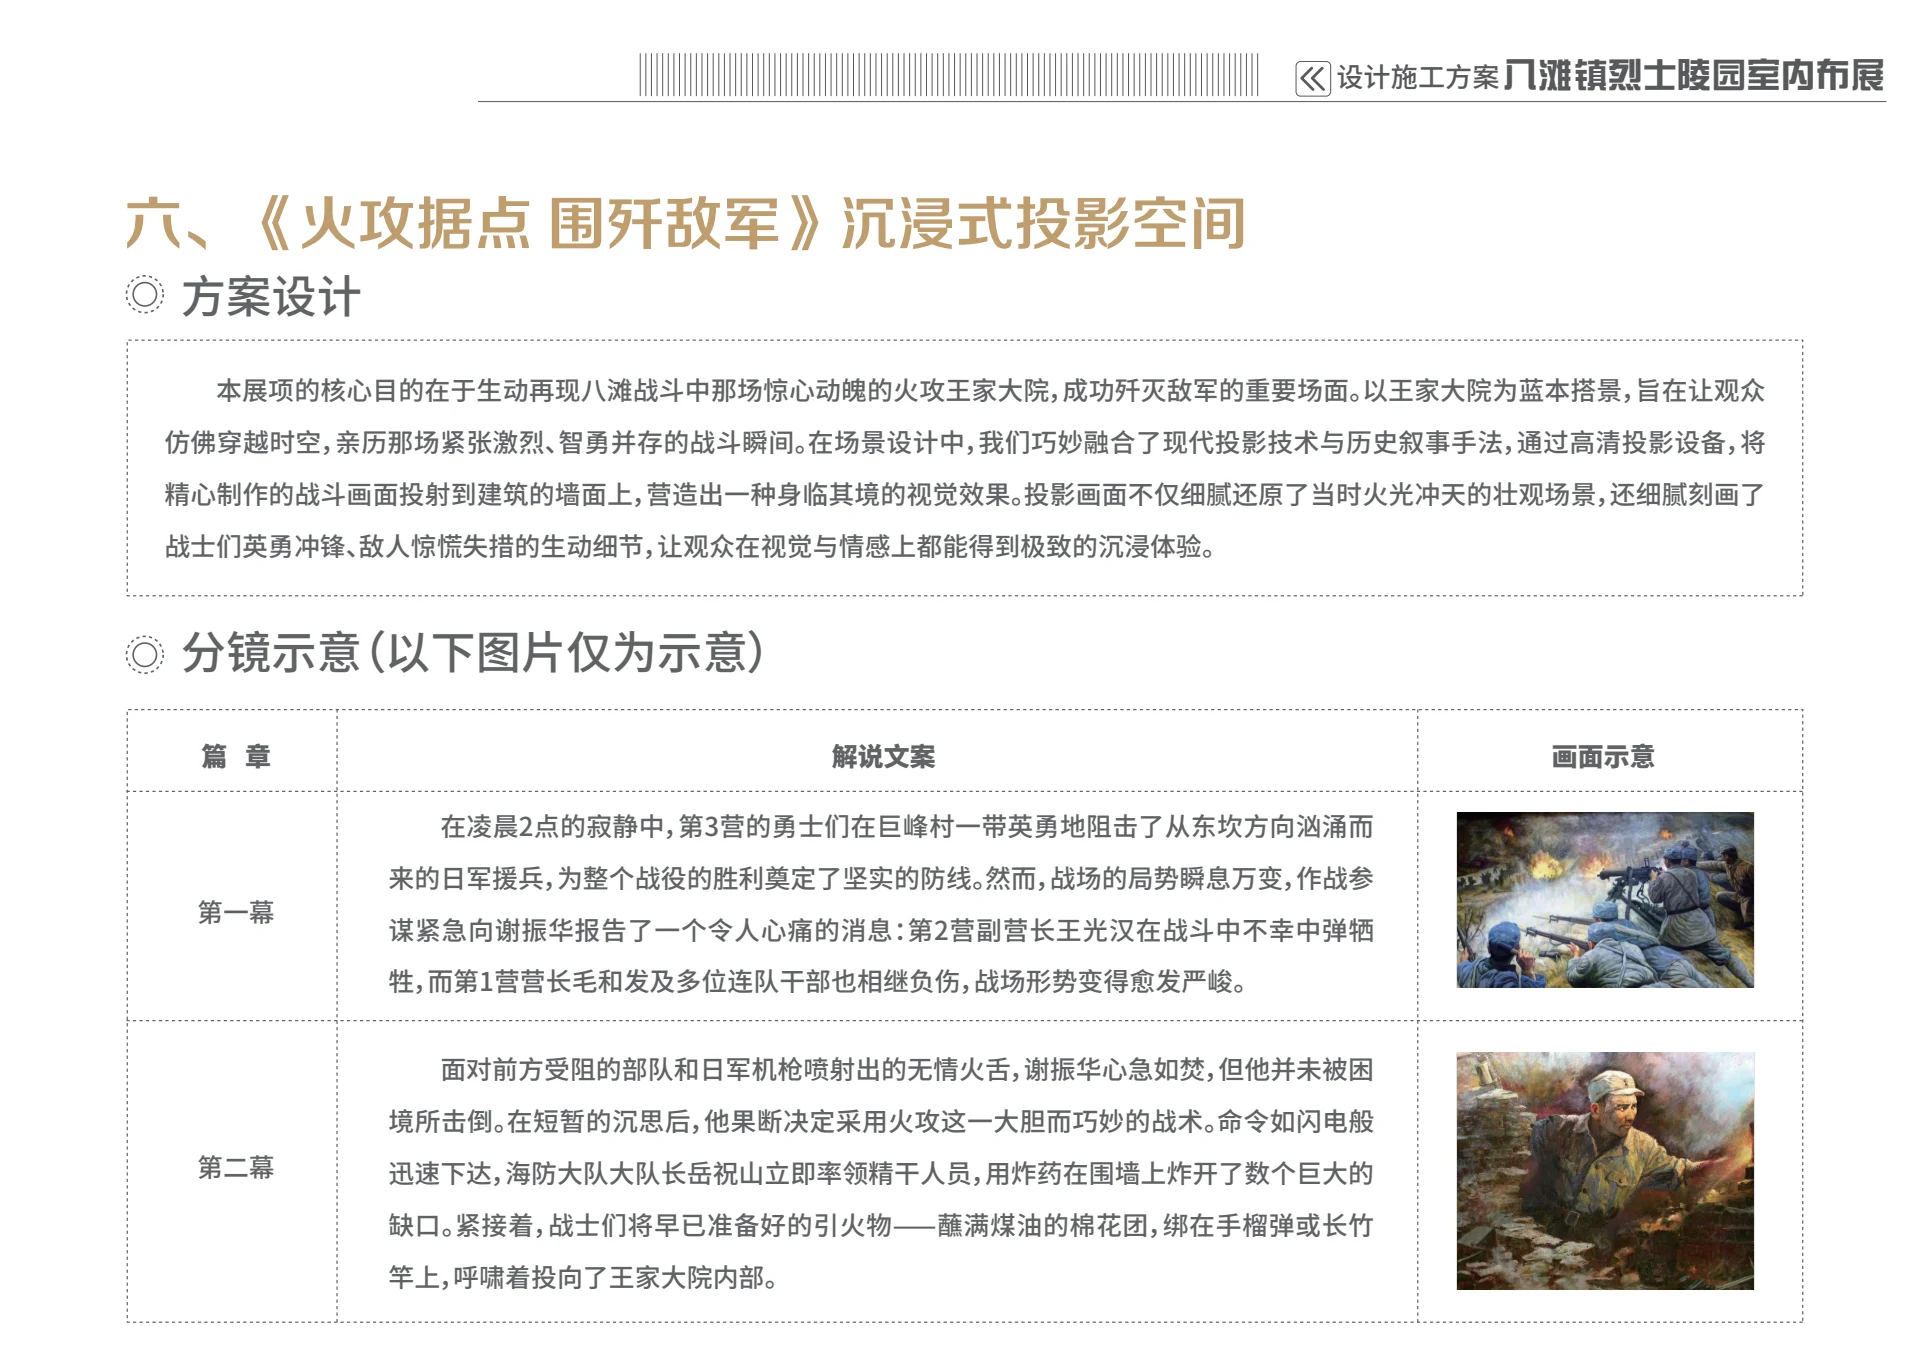 设计施工方案 八滩镇烈士陵园室内布展
六、《火攻据点 围歼敌军》沉浸式投影空间
方案设计
本展项的核心目的在于生动再现八滩战斗中那场惊心动魄的火攻王家大院,成功歼灭敌军的重要场面。以王家大院为蓝本搭景,旨在让观众
仿佛穿越时空,亲历那场紧张激烈、智勇并存的战斗瞬间。在场景设计中,我们巧妙融合了现代投影技术与历史叙事手法,通过高清投影设备,将
精心制作的战斗画面投射到建筑的墙面上,营造出一种身临其境的视觉效果。投影画面不仅细腻还原了当时火光冲天的壮观场景,还细腻刻画了
战士们英勇冲锋、敌人惊慌失措的生动细节,让观众在视觉与情感上都能得到极致的沉浸体验。
分镜示意(以下图片仅为示意)
篇 章
解说文案
画面示意
第一幕
在凌晨2点的寂静中,第3营的勇士们在巨峰村一带英勇地阻击了从东坎方向汹涌而
来的日军援兵,为整个战役的胜利奠定了坚实的防线。然而,战场的局势瞬息万变,作战参
谋紧急向谢振华报告了一个令人心痛的消息:第2营副营长王光汉在战斗中不幸中弹牺
牲,而第1营营长毛和发及多位连队干部也相继负伤,战场形势变得愈发严峻。
第二幕
面对前方受阻的部队和日军机枪喷射出的无情火舌,谢振华心急如焚,但他并未被困
境所击倒。在短暂的沉思后,他果断决定采用火攻这一大胆而巧妙的战术。命令如闪电般
迅速下达,海防大队大队长岳祝山立即率领精干人员,用炸药在围墙上炸开了数个巨大的
缺口。紧接着,战士们将早已准备好的引火物——蘸满煤油的棉花团,绑在手榴弹或长竹
竿上,呼啸着投向了王家大院内部。